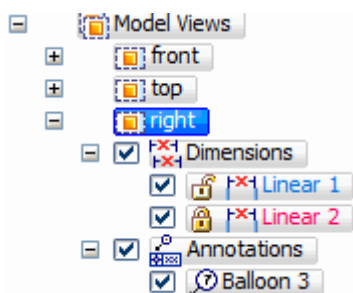 Model Views
front
top
right
Dimensions
Linear 1
Linear 2
Annotations
Balloon 3